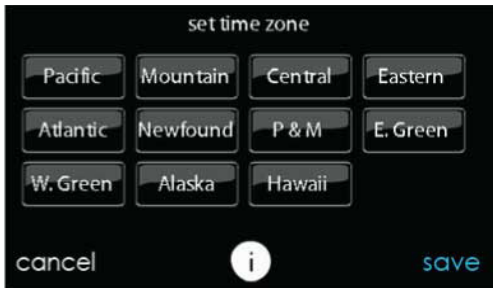 set time zone
Pacific Mountain Central Eastern
Atlantic Newfound P & M E. Green
W. Green Alaska Hawaii
cancel i save